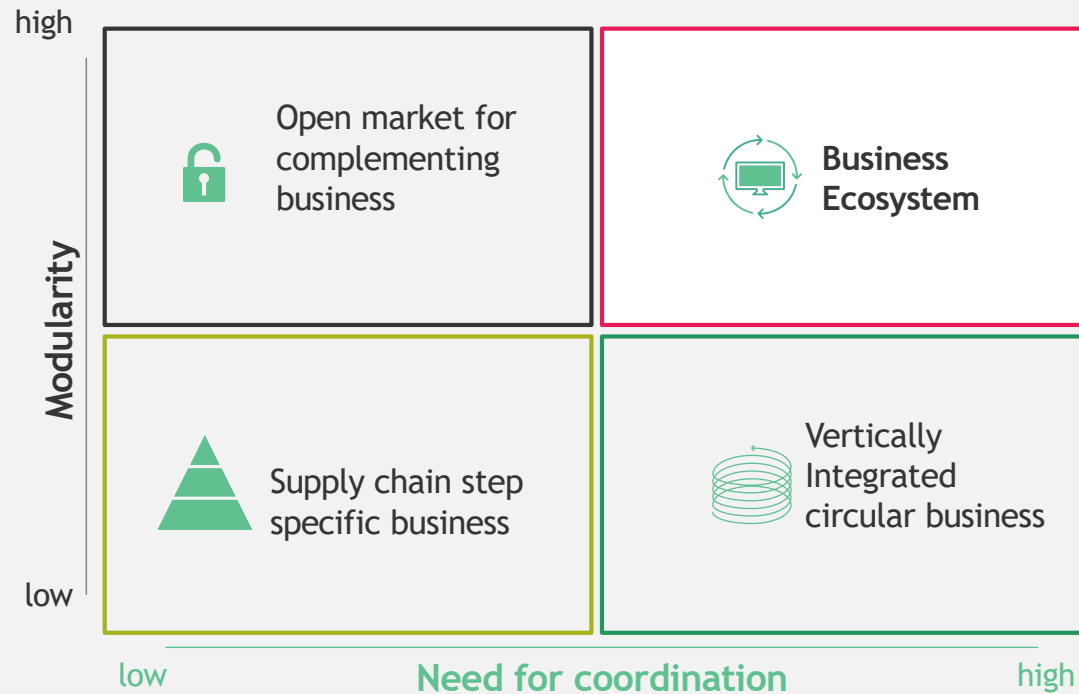 high
Open market for
complementing
business
Business
Ecosystem
Modularity
Supply chain step
specific business
Vertically
Integrated
circular business
low
low
Need for coordination
high